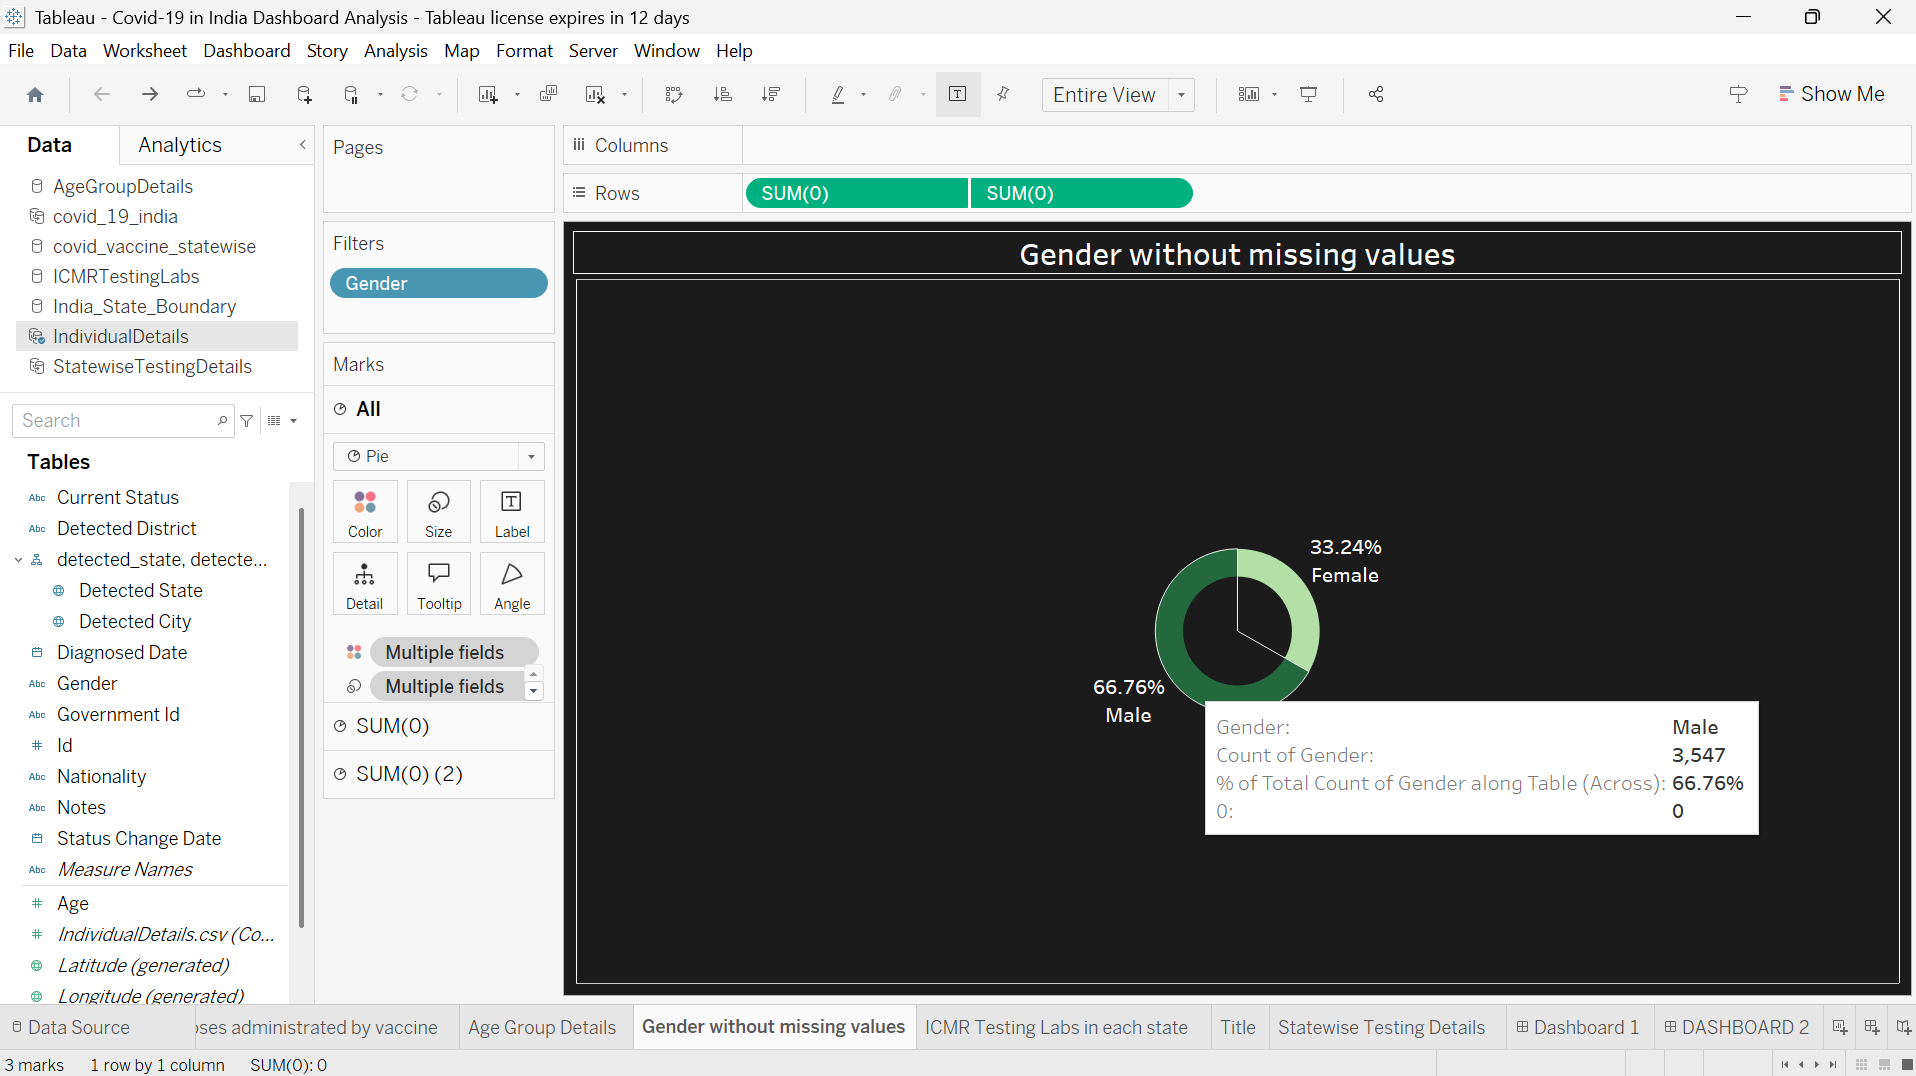 Tableau - Covid-19 in India Dashboard Analysis - Tableau license expires in 12 days
File Data Worksheet Dashboard Story Analysis Map Format Server Window Help
Entire View
Show Me
Data Analytics
AgeGroupDetails
covid_19_india
covid_vaccine_statewise
ICMRTestingLabs
India_State_Boundary
IndividualDetails
StatewiseTestingDetails
Search
Tables
Abc Current Status
Abc Detected District
detected_state, detecte...
Detected State
Detected City
Diagnosed Date
Abc Gender
Abc Government Id
# Id
Abc Nationality
Abc Notes
Status Change Date
Abc Measure Names
# Age
# IndividualDetails.csv (Co...
Latitude (generated)
Longitude (generated)
Pages
Filters
Gender
Marks
All
Pie
Color Size Label
Detail Tooltip Angle
Multiple fields
Multiple fields
SUM(0)
SUM(0) (2)
Columns
Rows SUM(0) SUM(0)
Gender without missing values
33.24%
Female
66.76%
Male
Gender: Male
Count of Gender: 3,547
% of Total Count of Gender along Table (Across): 66.76%
0: 0
Data Source ses administrated by vaccine Age Group Details Gender without missing values ICMR Testing Labs in each state Title Statewise Testing Details Dashboard 1 DASHBOARD 2
3 marks 1 row by 1 column SUM(0): 0